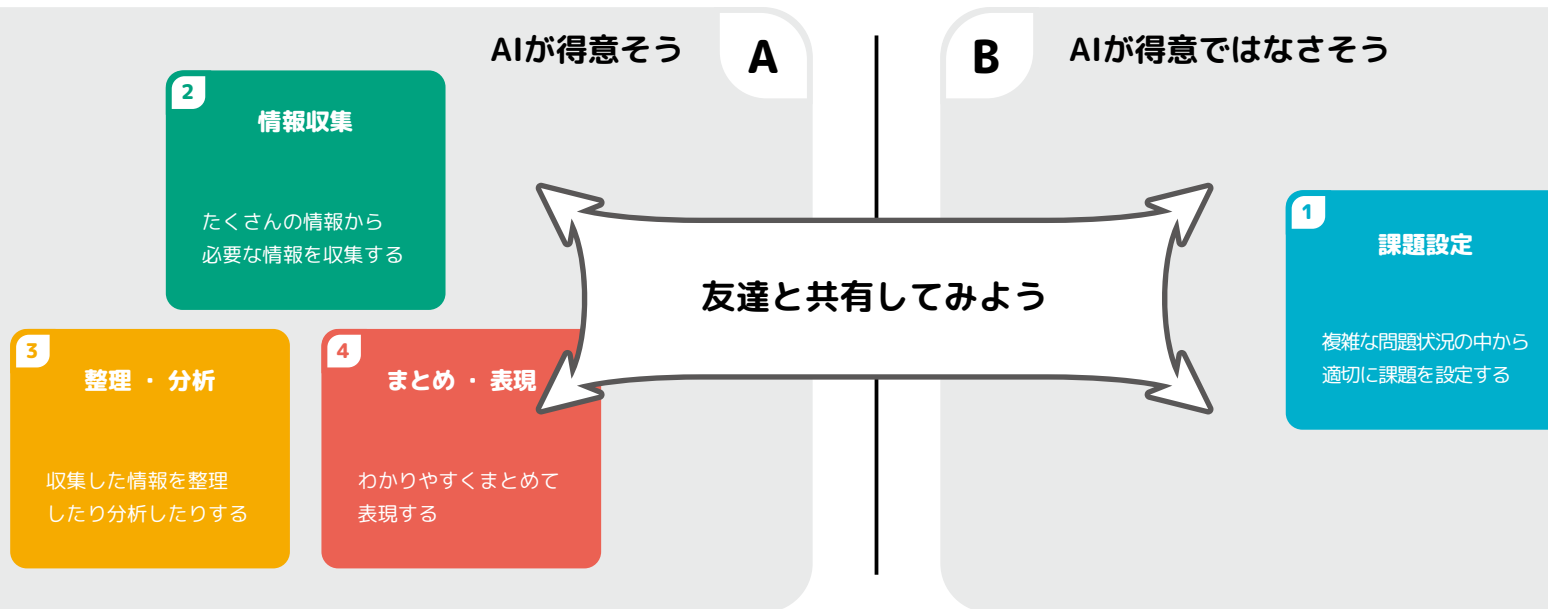 AIが得意そう
A
B
AIが得意ではなさそう
2
情報収集
たくさんの情報から
必要な情報を収集する
3
整理 ・ 分析
収集した情報を整理
したり分析したりする
4
まとめ ・ 表現
わかりやすくまとめて
表現する
友達と共有してみよう
1
課題設定
複雑な問題状況の中から
適切に課題を設定する